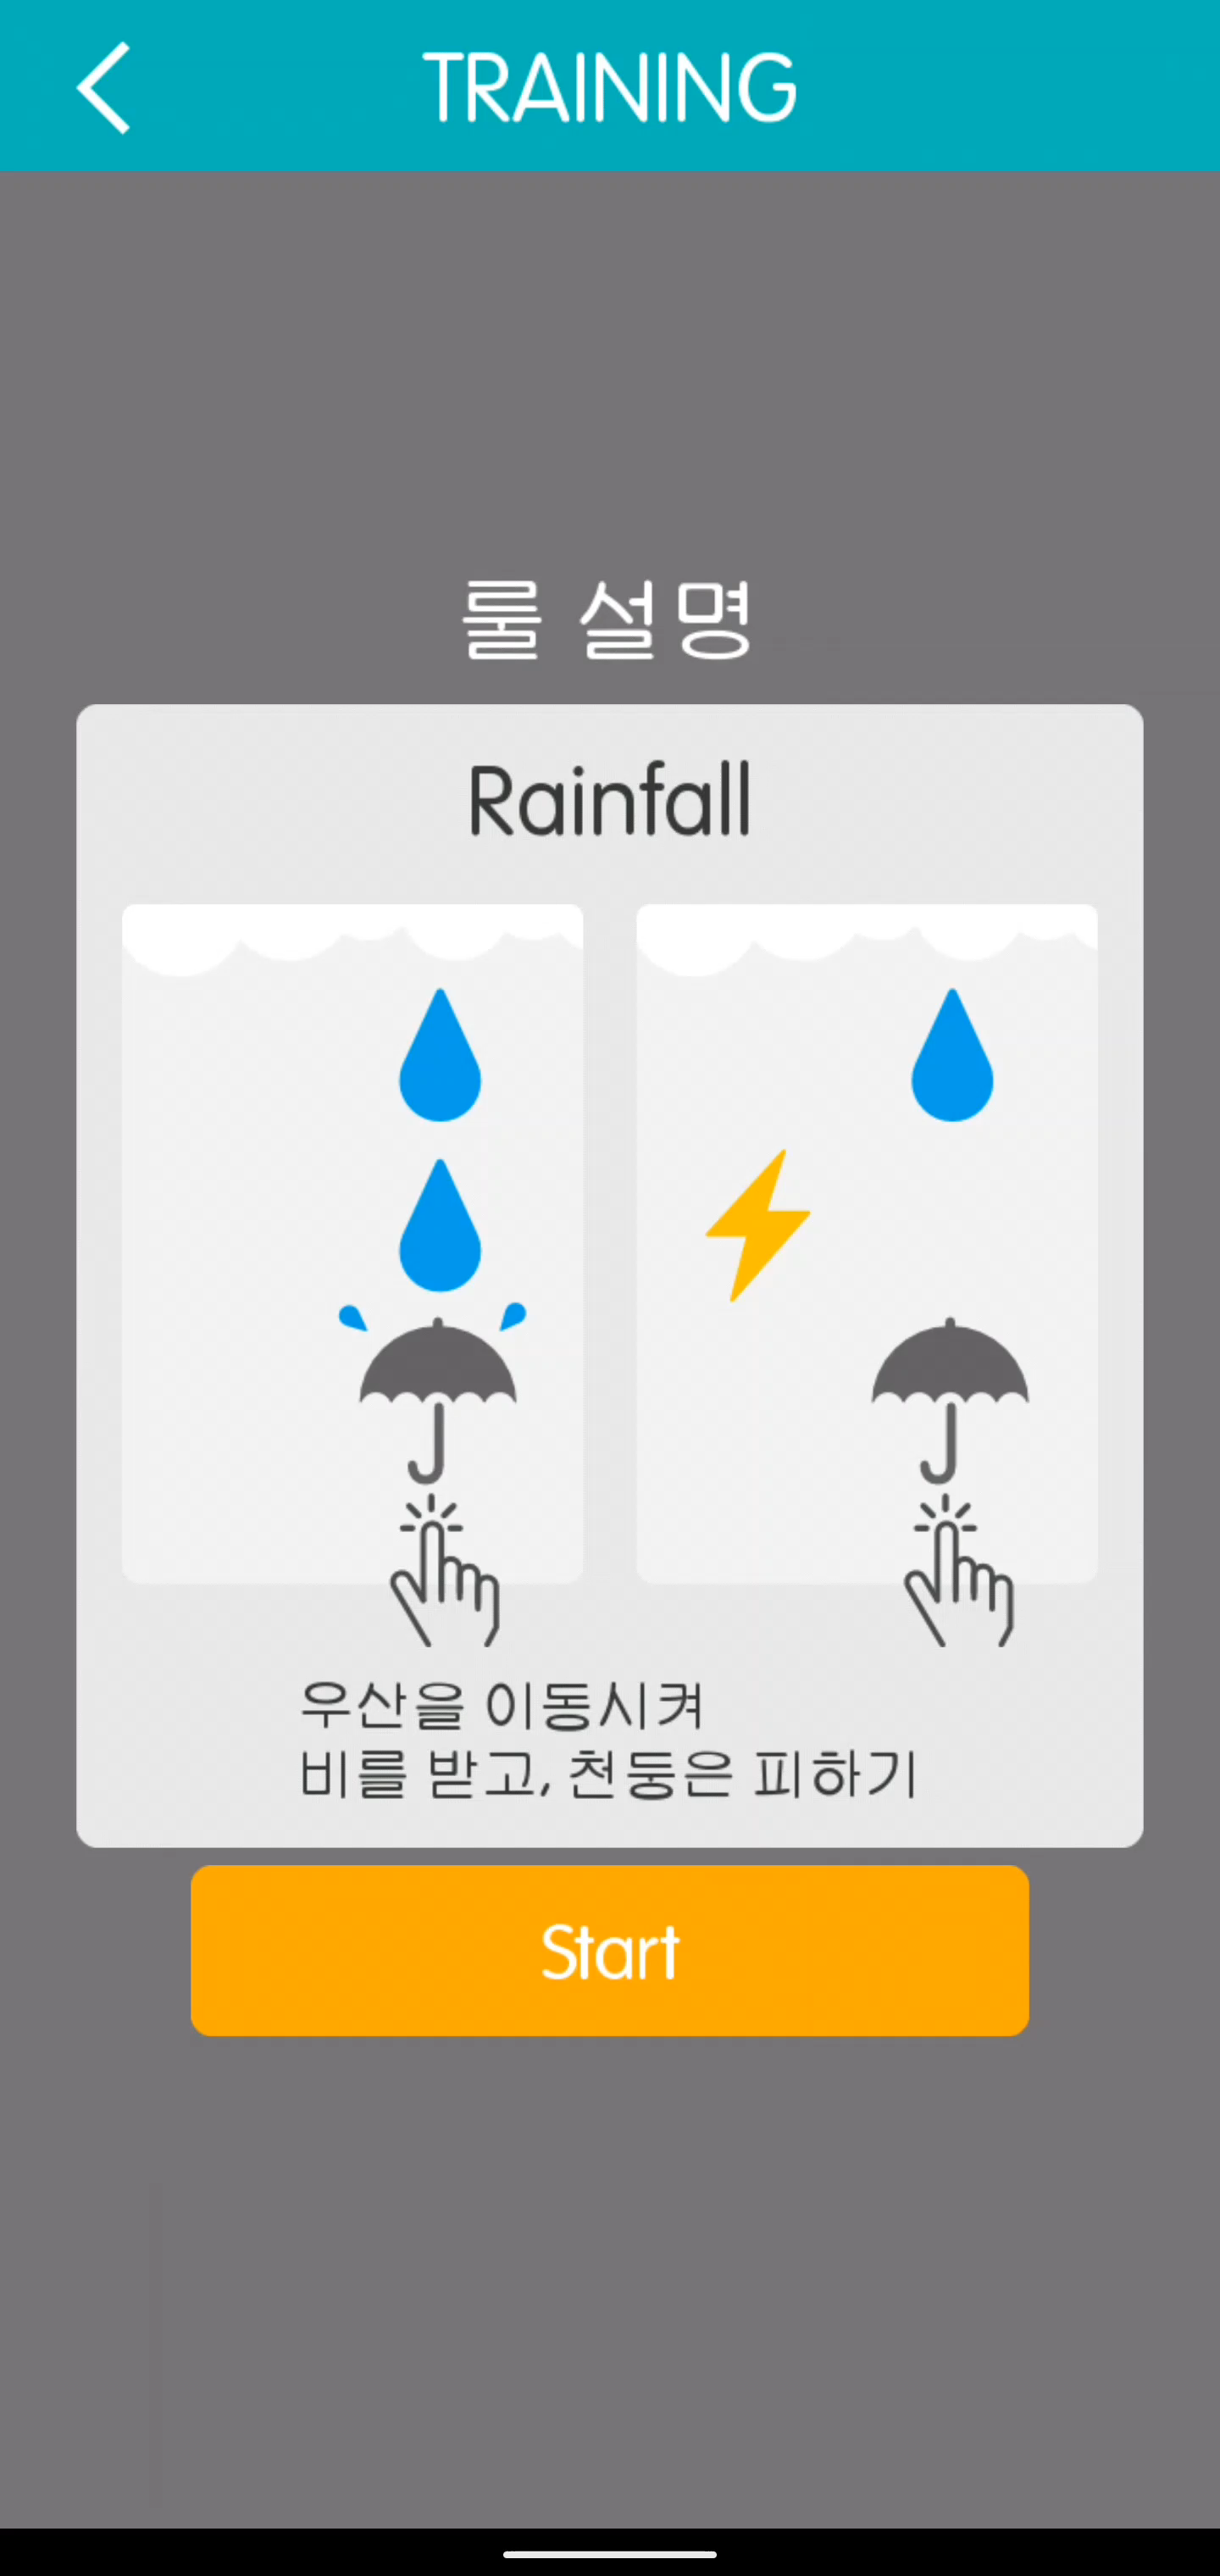 TRAINING
룰 설명
Rainfall
우산을 이동시켜
비를 받고, 천둥은 피하기
Start